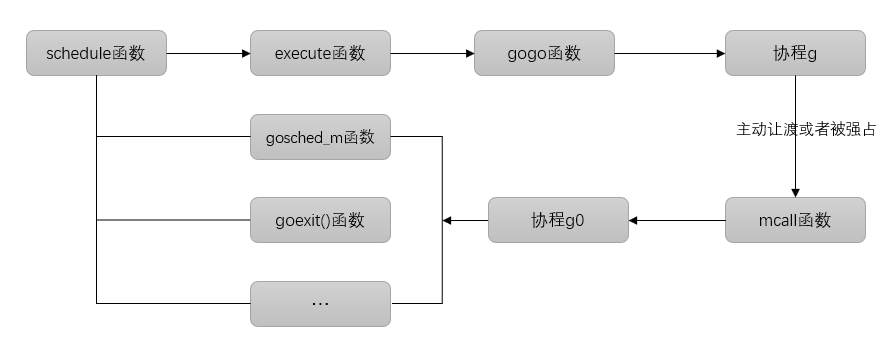 schedule函数
execute函数
gogo函数
协程g
主动让渡或者被强占
gosched_m函数
goexit()函数
协程g0
mcall函数
...